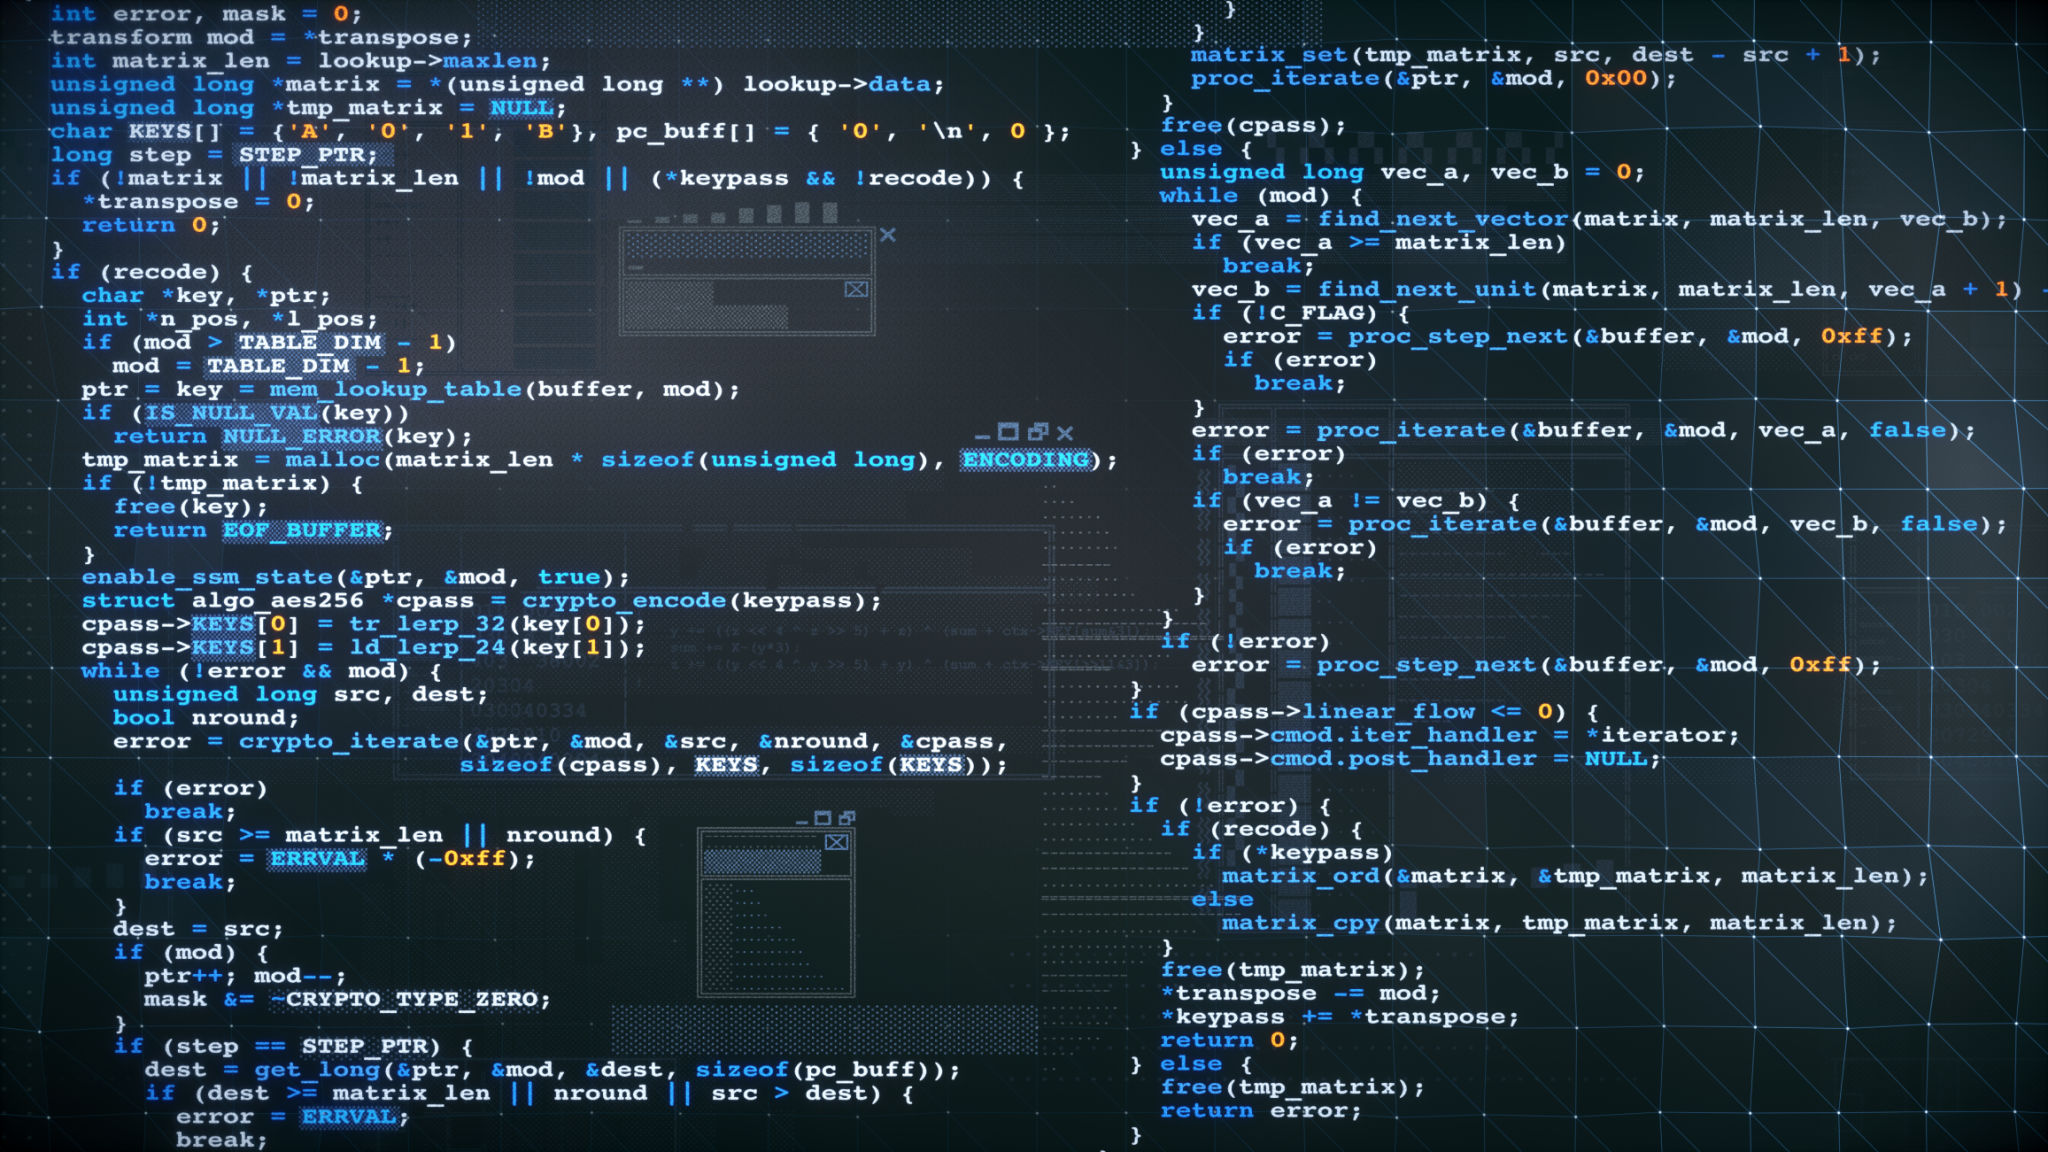 int error, mask = 0;
transform mod = *transpose;
int matrix_len = lookup->maxlen;
unsigned long *matrix = *(unsigned long **) lookup->data;
unsigned long *tmp_matrix = NULL;
char KEYS[] = {'A', 'O', '1', 'B'}, pc_buff[] = { 'O', '\n', 0 };
long step = STEP_PTR;
if (!matrix || !matrix_len || !mod || (*keypass && !recode)) {
*transpose = 0;
return 0;
}
if (recode) {
char *key, *ptr;
int *n_pos, *l_pos;
if (mod > TABLE_DIM - 1)
mod = TABLE_DIM - 1;
ptr = key = mem_lookup_table(buffer, mod);
if (IS_NULL_VAL(key))
return NULL_ERROR(key);
tmp_matrix = malloc(matrix_len * sizeof(unsigned long), ENCODING);
if (!tmp_matrix) {
free(key);
return EOF_BUFFER;
}
enable_ssm_state(&ptr, &mod, true);
struct algo_aes256 *cpass = crypto_encode(keypass);
cpass->KEYS[0] = tr_lerp_32(key[0]);
cpass->KEYS[1] = ld_lerp_24(key[1]);
while (!error && mod) {
unsigned long src, dest;
bool nround;
error = crypto_iterate(&ptr, &mod, &src, &nround, &cpass,
sizeof(cpass), KEYS, sizeof(KEYS));
if (error)
break;
if (src >= matrix_len || nround) {
error = ERRVAL * (-0xff);
break;
}
dest = src;
if (mod) {
ptr++; mod--;
mask &= ~CRYPTO_TYPE_ZERO;
}
if (step == STEP_PTR) {
dest = get_long(&ptr, &mod, &dest, sizeof(pc_buff));
if (dest >= matrix_len || nround || src > dest) {
error = ERRVAL;
break;
}
}
matrix_set(tmp_matrix, src, dest - src + 1);
proc_iterate(&ptr, &mod, 0x00);
}
free(cpass);
} else {
unsigned long vec_a, vec_b = 0;
while (mod) {
vec_a = find_next_vector(matrix, matrix_len, vec_b);
if (vec_a >= matrix_len)
break;
vec_b = find_next_unit(matrix, matrix_len, vec_a + 1) -
if (!C_FLAG) {
error = proc_step_next(&buffer, &mod, 0xff);
if (error)
break;
}
error = proc_iterate(&buffer, &mod, vec_a, false);
if (error)
break;
if (vec_a != vec_b) {
error = proc_iterate(&buffer, &mod, vec_b, false);
if (error)
break;
}
}
if (!error)
error = proc_step_next(&buffer, &mod, 0xff);
}
if (cpass->linear_flow <= 0) {
cpass->cmod.iter_handler = *iterator;
cpass->cmod.post_handler = NULL;
}
if (!error) {
if (recode) {
if (*keypass)
matrix_ord(&matrix, &tmp_matrix, matrix_len);
else
matrix_cpy(matrix, tmp_matrix, matrix_len);
}
free(tmp_matrix);
*transpose -= mod;
*keypass += *transpose;
return 0;
} else {
free(tmp_matrix);
return error;
}